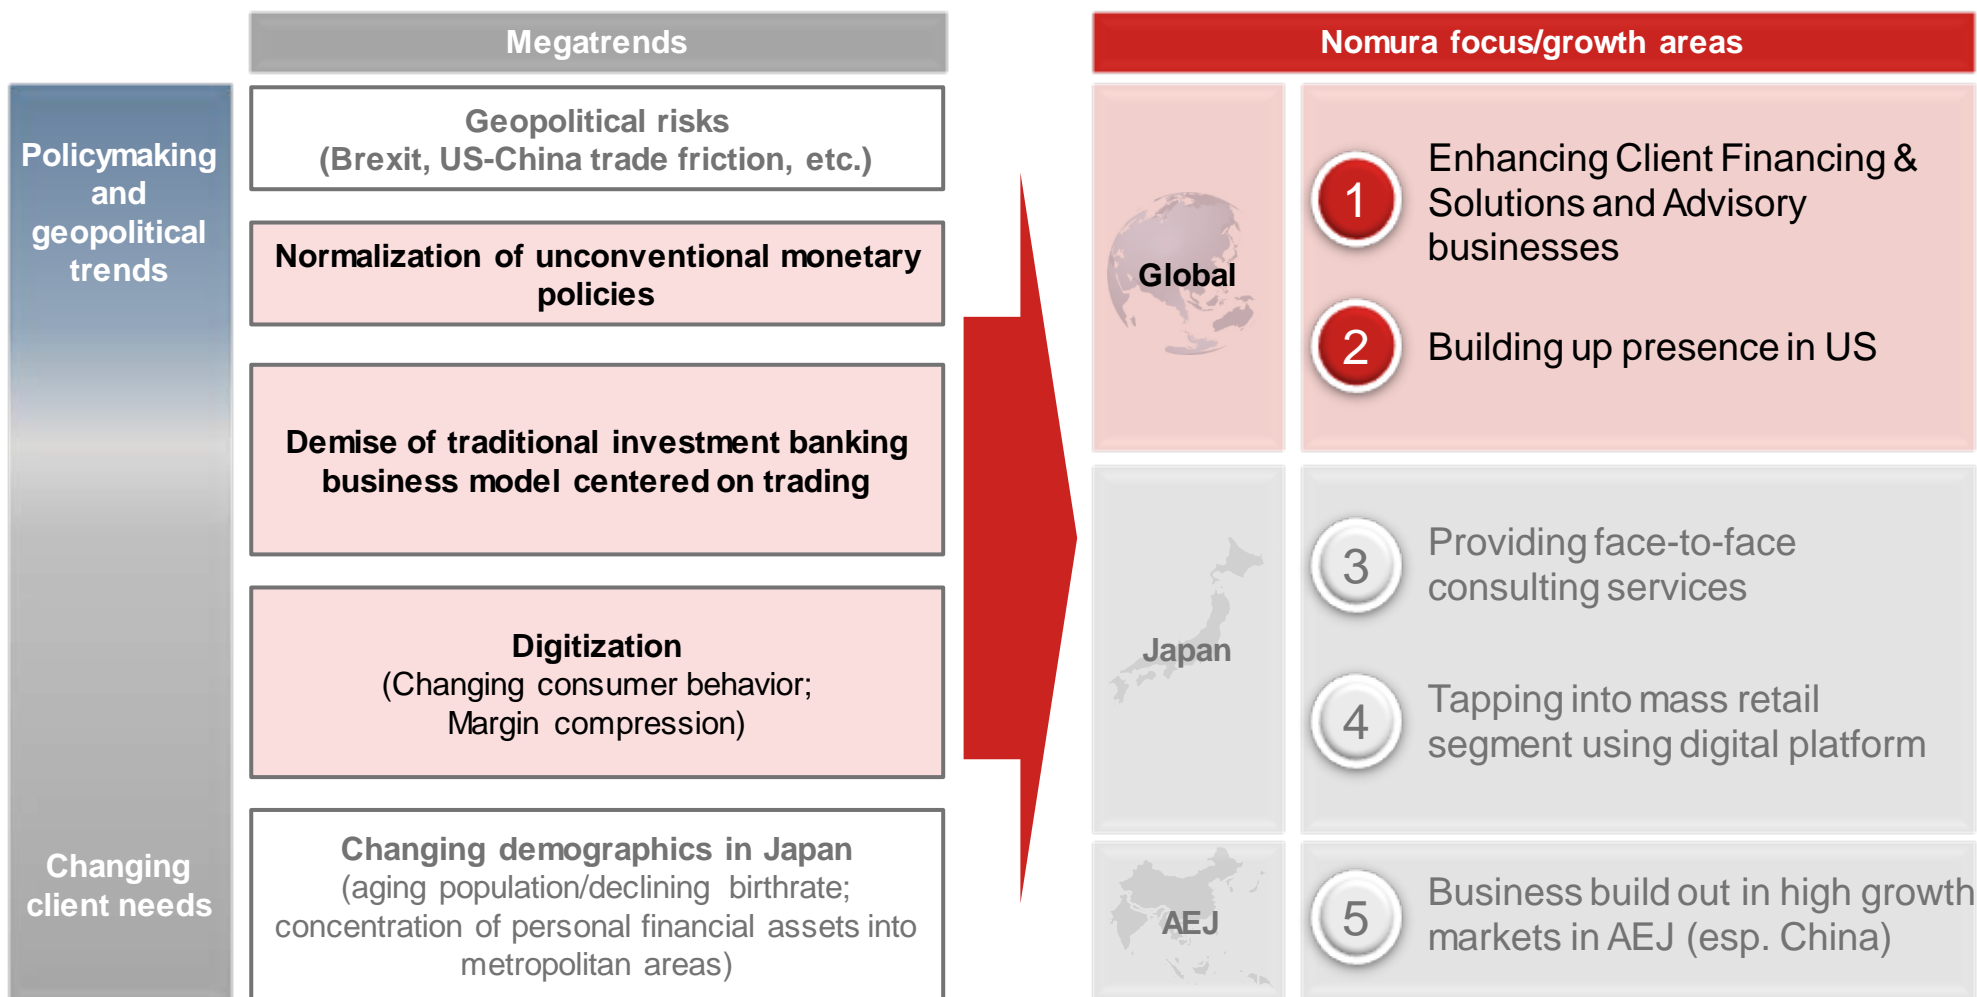 Megatrends
Nomura focus/growth areas
Policymaking
and
geopolitical
trends
Changing
client needs
Geopolitical risks
(Brexit, US-China trade friction, etc.)
Normalization of unconventional monetary
policies
Demise of traditional investment banking
business model centered on trading
Digitization
(Changing consumer behavior;
Margin compression)
Changing demographics in Japan
(aging population/declining birthrate;
concentration of personal financial assets into
metropolitan areas)
Global
1
Enhancing Client Financing &
Solutions and Advisory
businesses
2
Building up presence in US
Japan
3
Providing face-to-face
consulting services
4
Tapping into mass retail
segment using digital platform
AEJ
5
Business build out in high growth
markets in AEJ (esp. China)